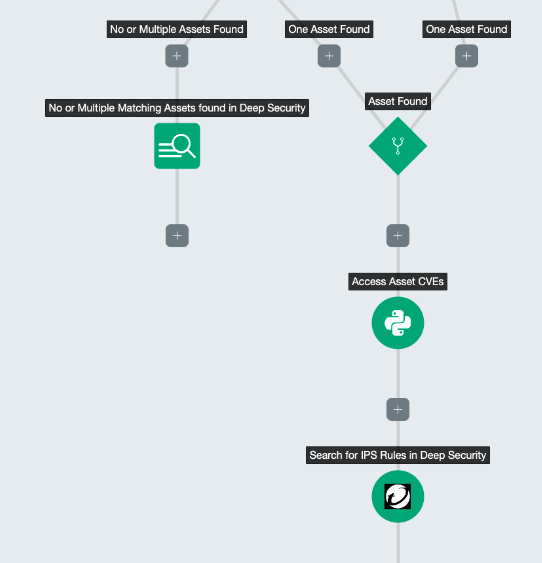 No or Multiple Assets Found
One Asset Found
One Asset Found
Asset Found
No or Multiple Matching Assets found in Deep Security
Access Asset CVEs
Search for IPS Rules in Deep Security